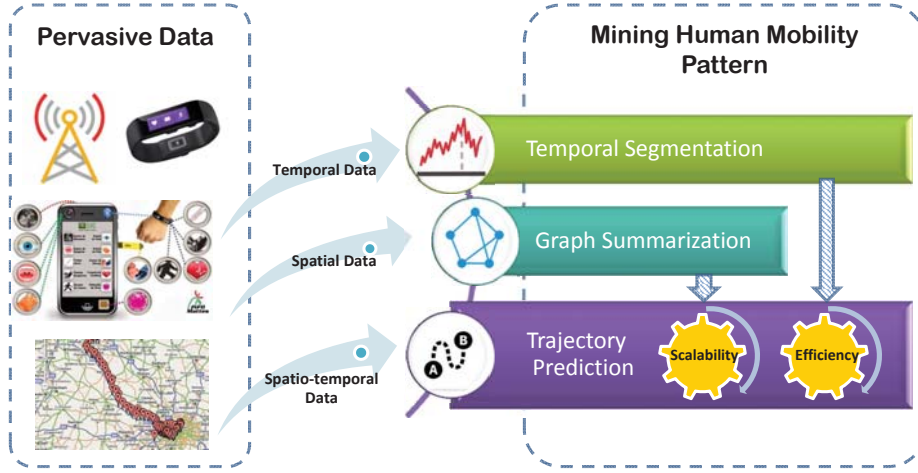 Pervasive Data
Mining Human Mobility
Pattern
Temporal Data
Temporal Segmentation
Spatial Data
Graph Summarization
Spatio-temporal
Data
A
B
Trajectory
Prediction
Scalability
Efficiency